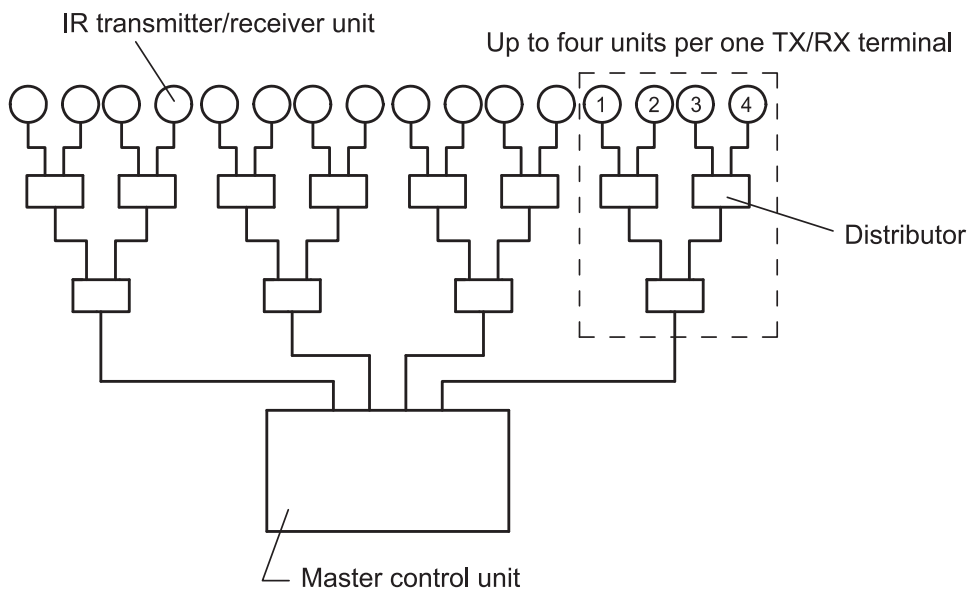 IR transmitter/receiver unit
Up to four units per one TX/RX terminal
1 2 3 4
Distributor
Master control unit